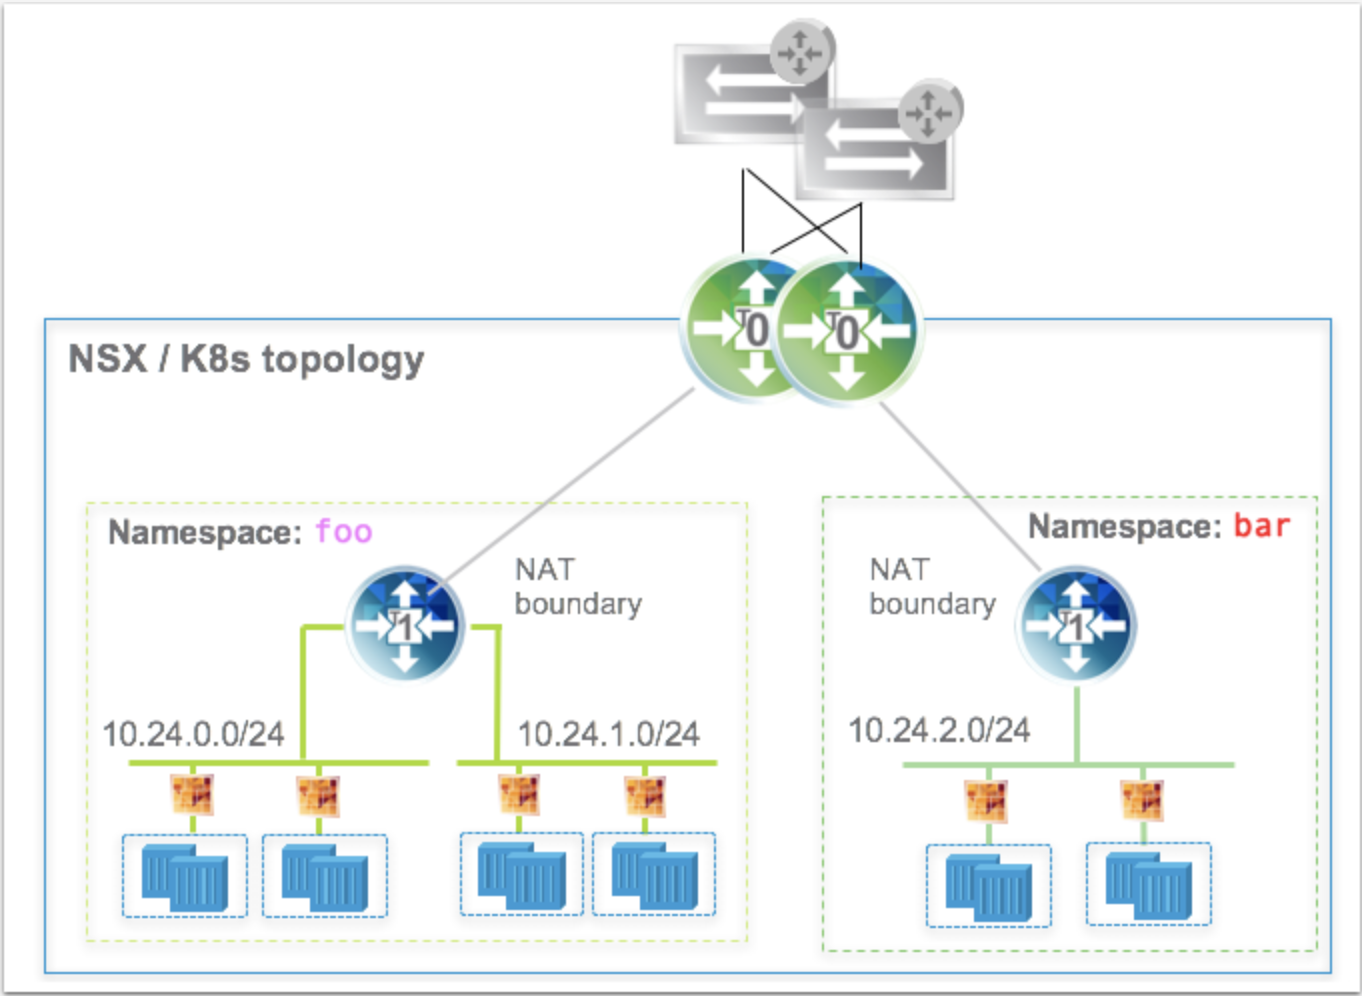 T0
T0
NSX / K8s topology
Namespace: foo
NAT
boundary
T1
10.24.0.0/24
10.24.1.0/24
Namespace: bar
NAT
boundary
T1
10.24.2.0/24